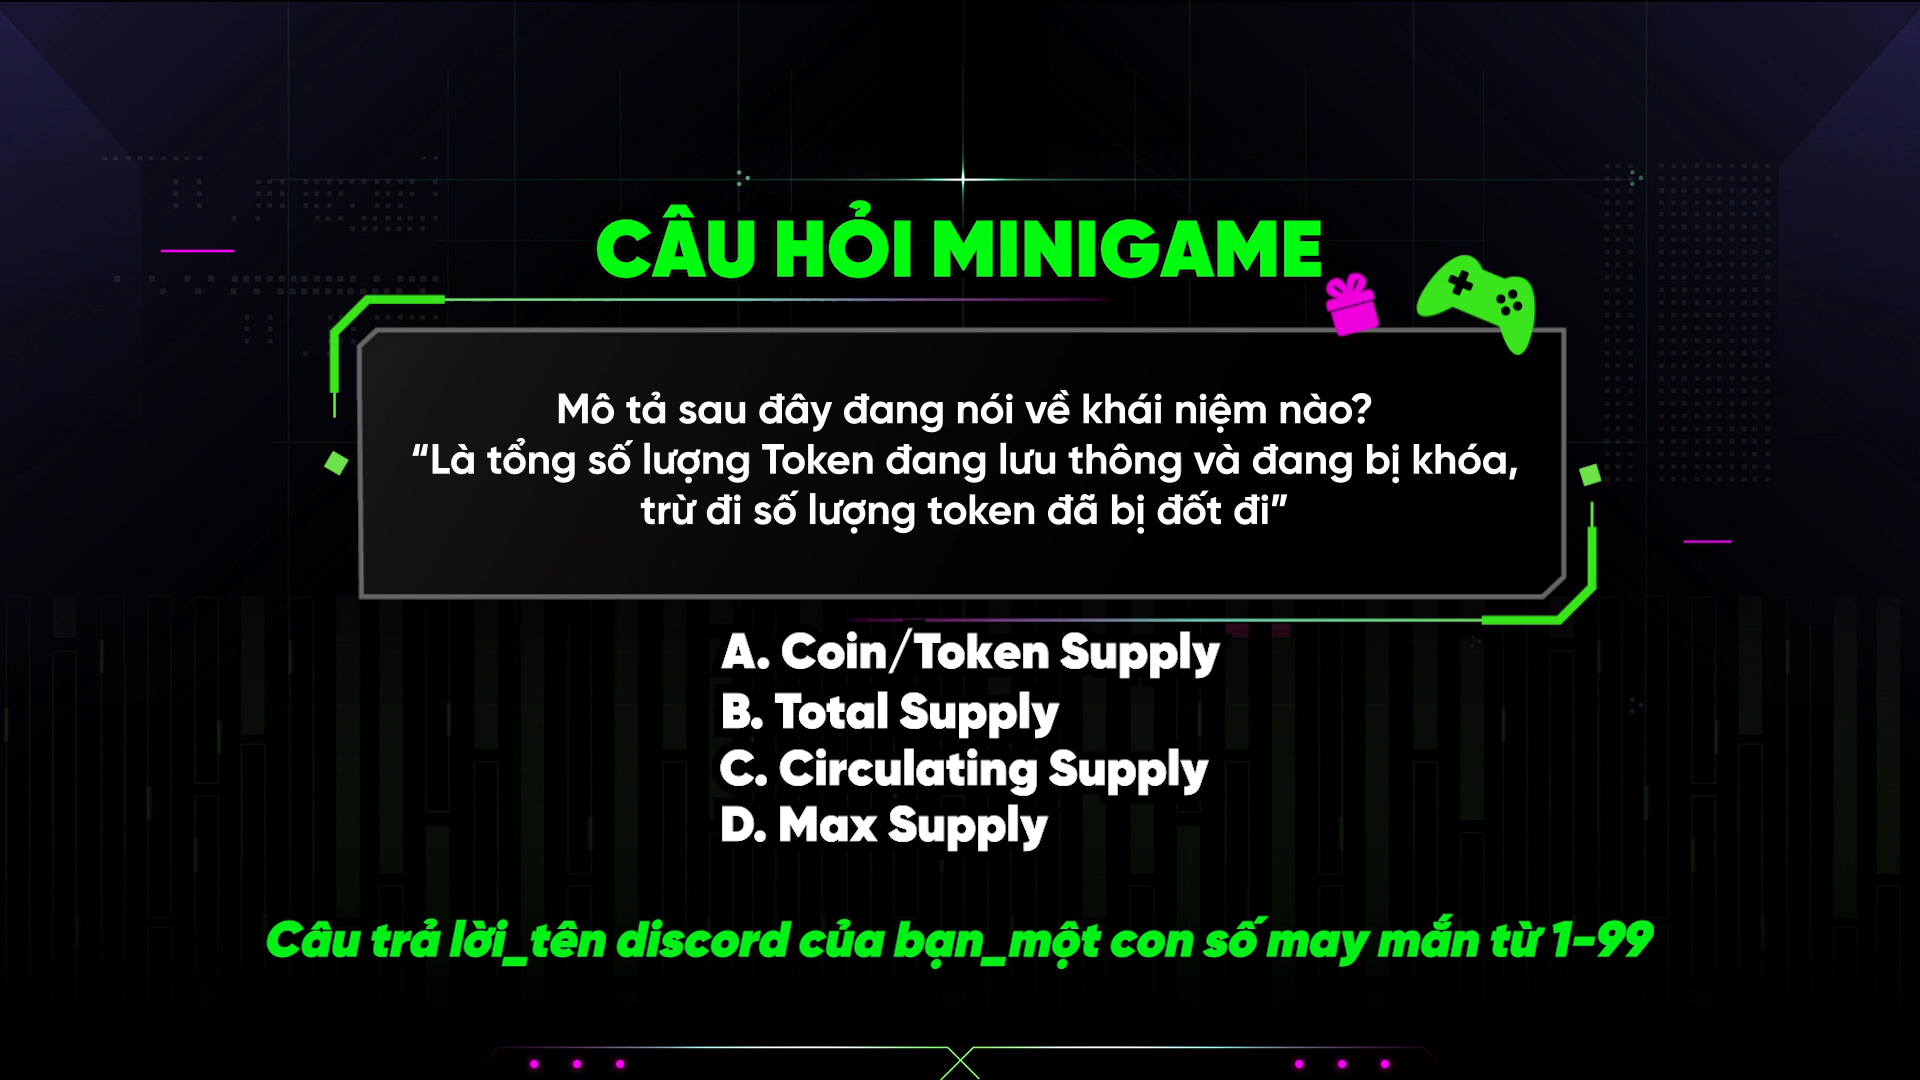 CÂU HỎI MINIGAME
Mô tả sau đây đang nói về khái niệm nào?
“Là tổng số lượng Token đang lưu thông và đang bị khóa,
trừ đi số lượng token đã bị đốt đi”
A. Coin/Token Supply
B. Total Supply
C. Circulating Supply
D. Max Supply
Câu trả lời_tên discord của bạn_một con số may mắn từ 1-99